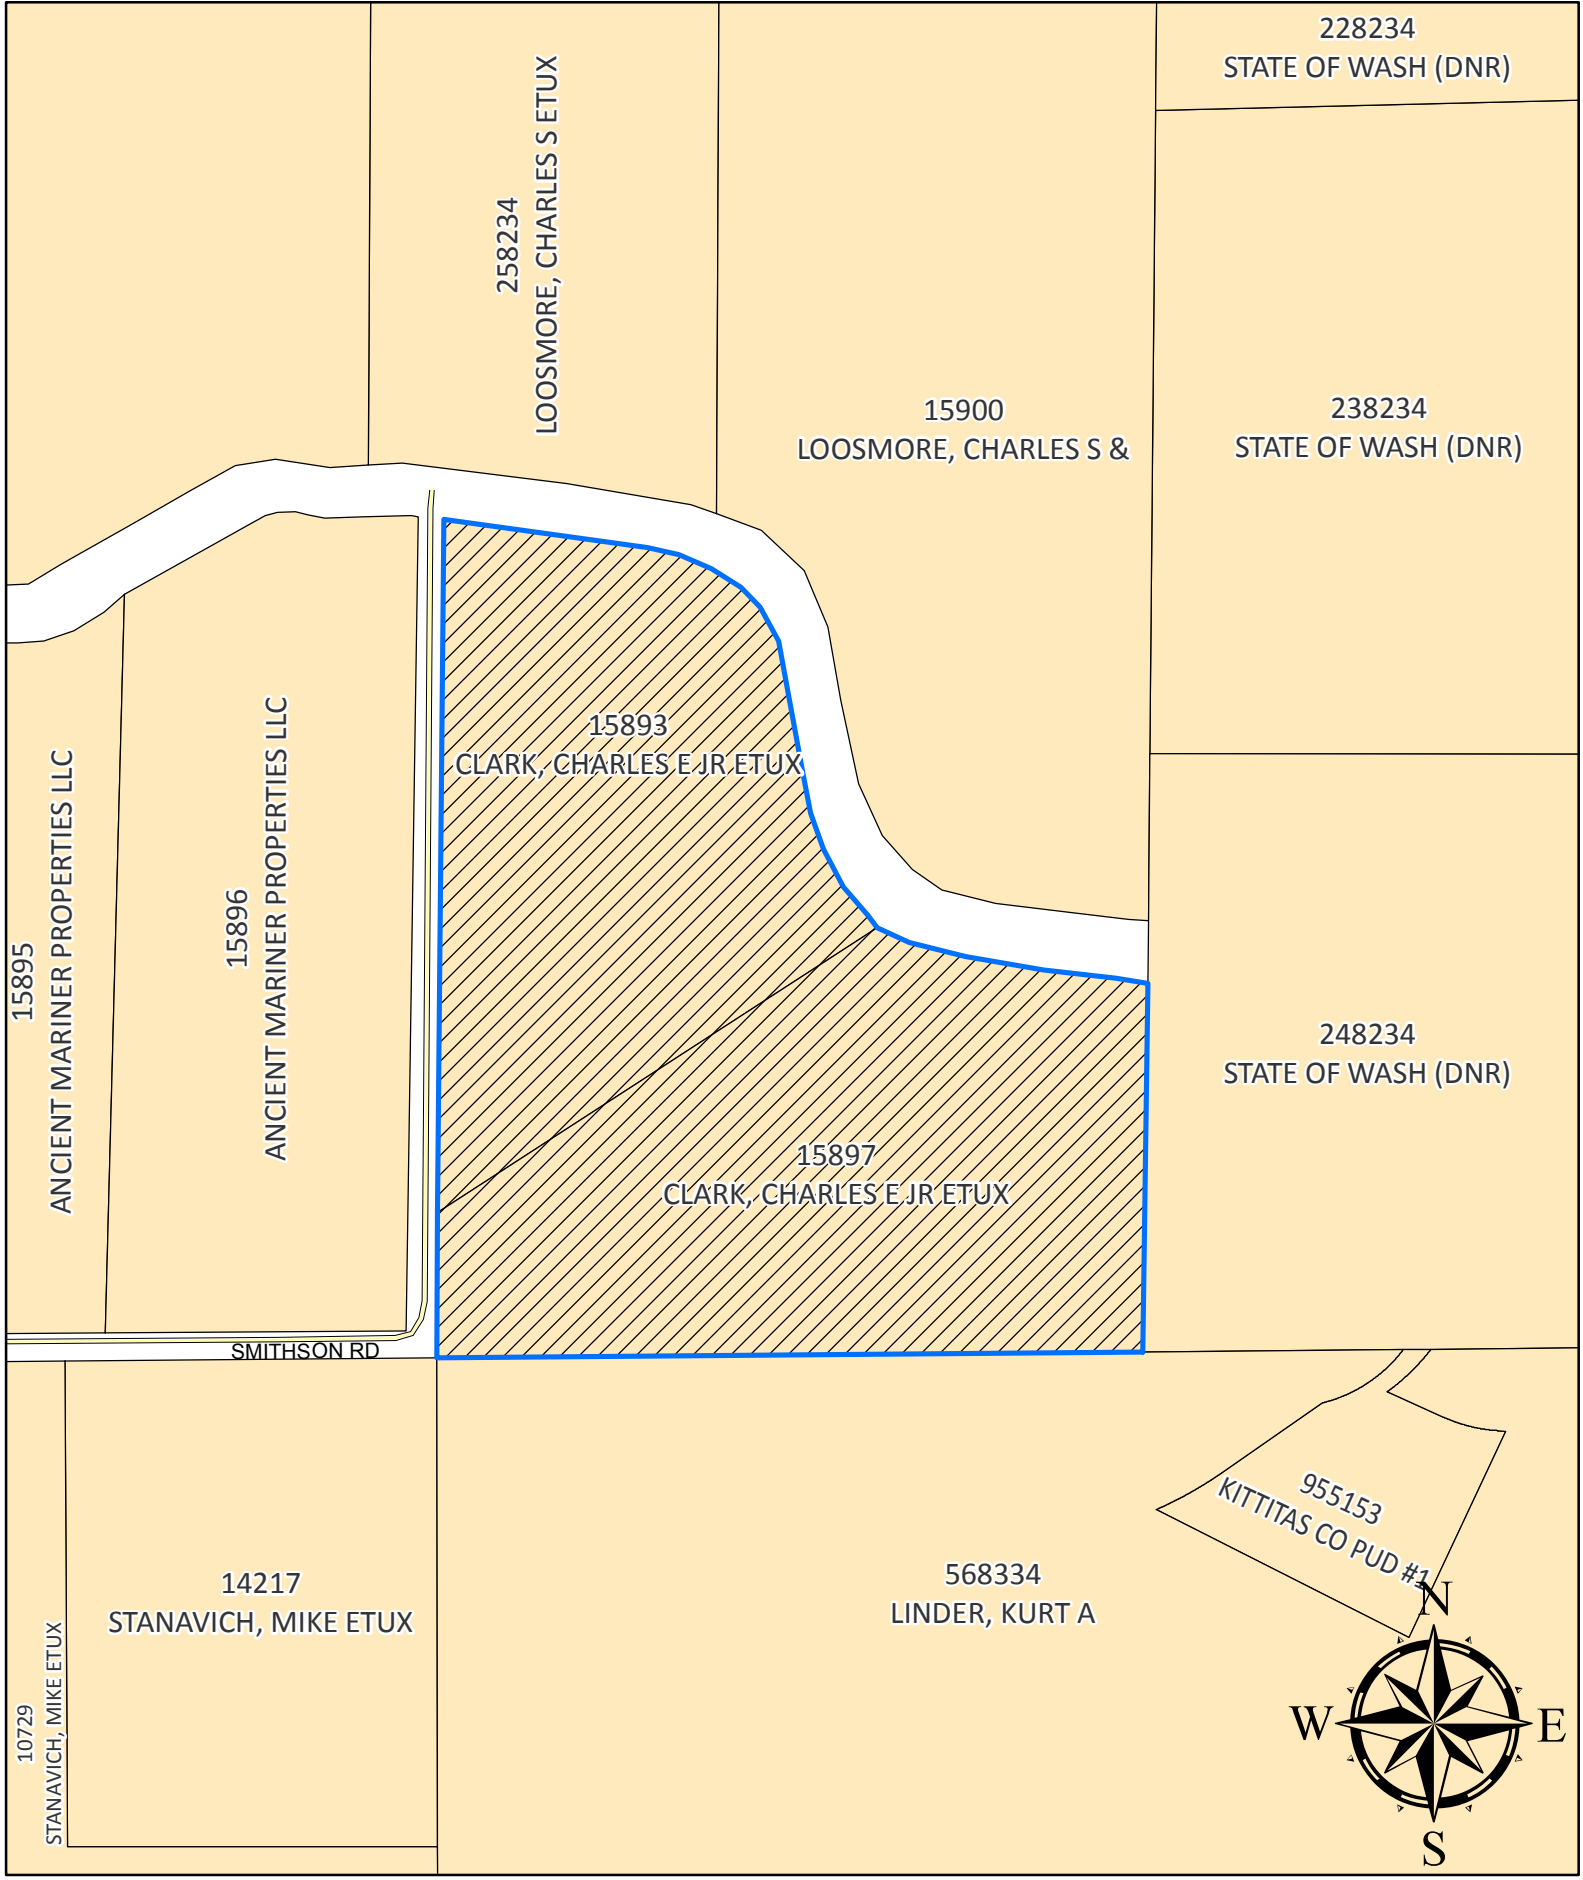 228234
STATE OF WASH (DNR)
258234
LOOSMORE, CHARLES S ETUX
15900
LOOSMORE, CHARLES S &
238234
STATE OF WASH (DNR)
15893
CLARK, CHARLES E JR ETUX
15895
ANCIENT MARINER PROPERTIES LLC
15896
ANCIENT MARINER PROPERTIES LLC
248234
STATE OF WASH (DNR)
15897
CLARK, CHARLES E JR ETUX
SMITHSON RD
955153
KITTITAS CO PUD #1
14217
STANAVICH, MIKE ETUX
568334
LINDER, KURT A
10729
STANAVICH, MIKE ETUX
N
W
E
S